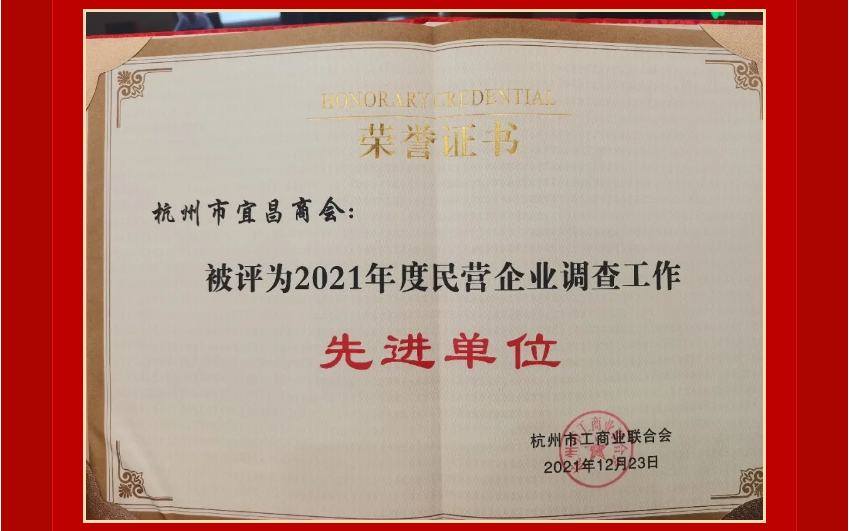 HONORARY CREDENTIAL
荣誉证书
杭州市宜昌商会：
被评为2021年度民营企业调查工作
先进单位
杭州市工商业联合会
2021年12月23日